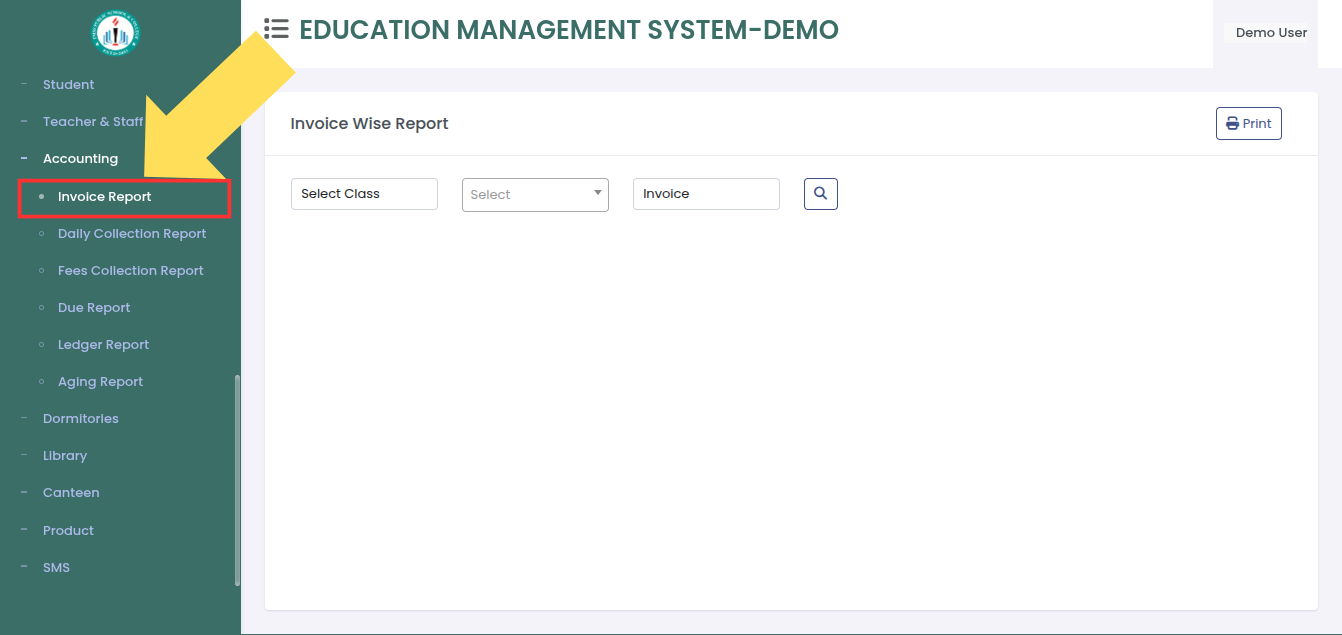 EDUCATION MANAGEMENT SYSTEM-DEMO
Demo User
Student
Teacher & Staff
Accounting
Invoice Report
Daily Collection Report
Fees Collection Report
Due Report
Ledger Report
Aging Report
Dormitories
Library
Canteen
Product
SMS
Invoice Wise Report
Print
Select Class
Select
Invoice